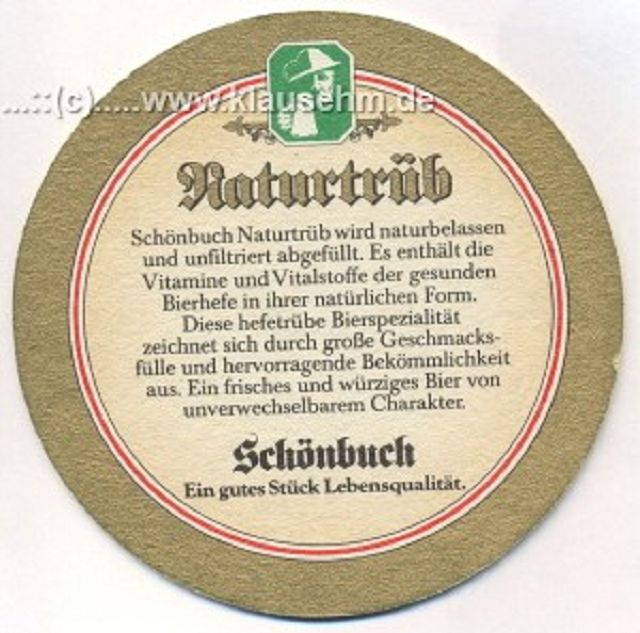 ...::(c).....www.klausehm.de
Naturtrüb
Schönbuch Naturtrüb wird naturbelassen
und unfiltriert abgefüllt. Es enthält die
Vitamine und Vitalstoffe der gesunden
Bierhefe in ihrer natürlichen Form.
Diese hefetrübe Bierspezialität
zeichnet sich durch große Geschmacks-
fülle und hervorragende Bekömmlichkeit
aus. Ein frisches und würziges Bier von
unverwechselbarem Charakter.
Schönbuch
Ein gutes Stück Lebensqualität.